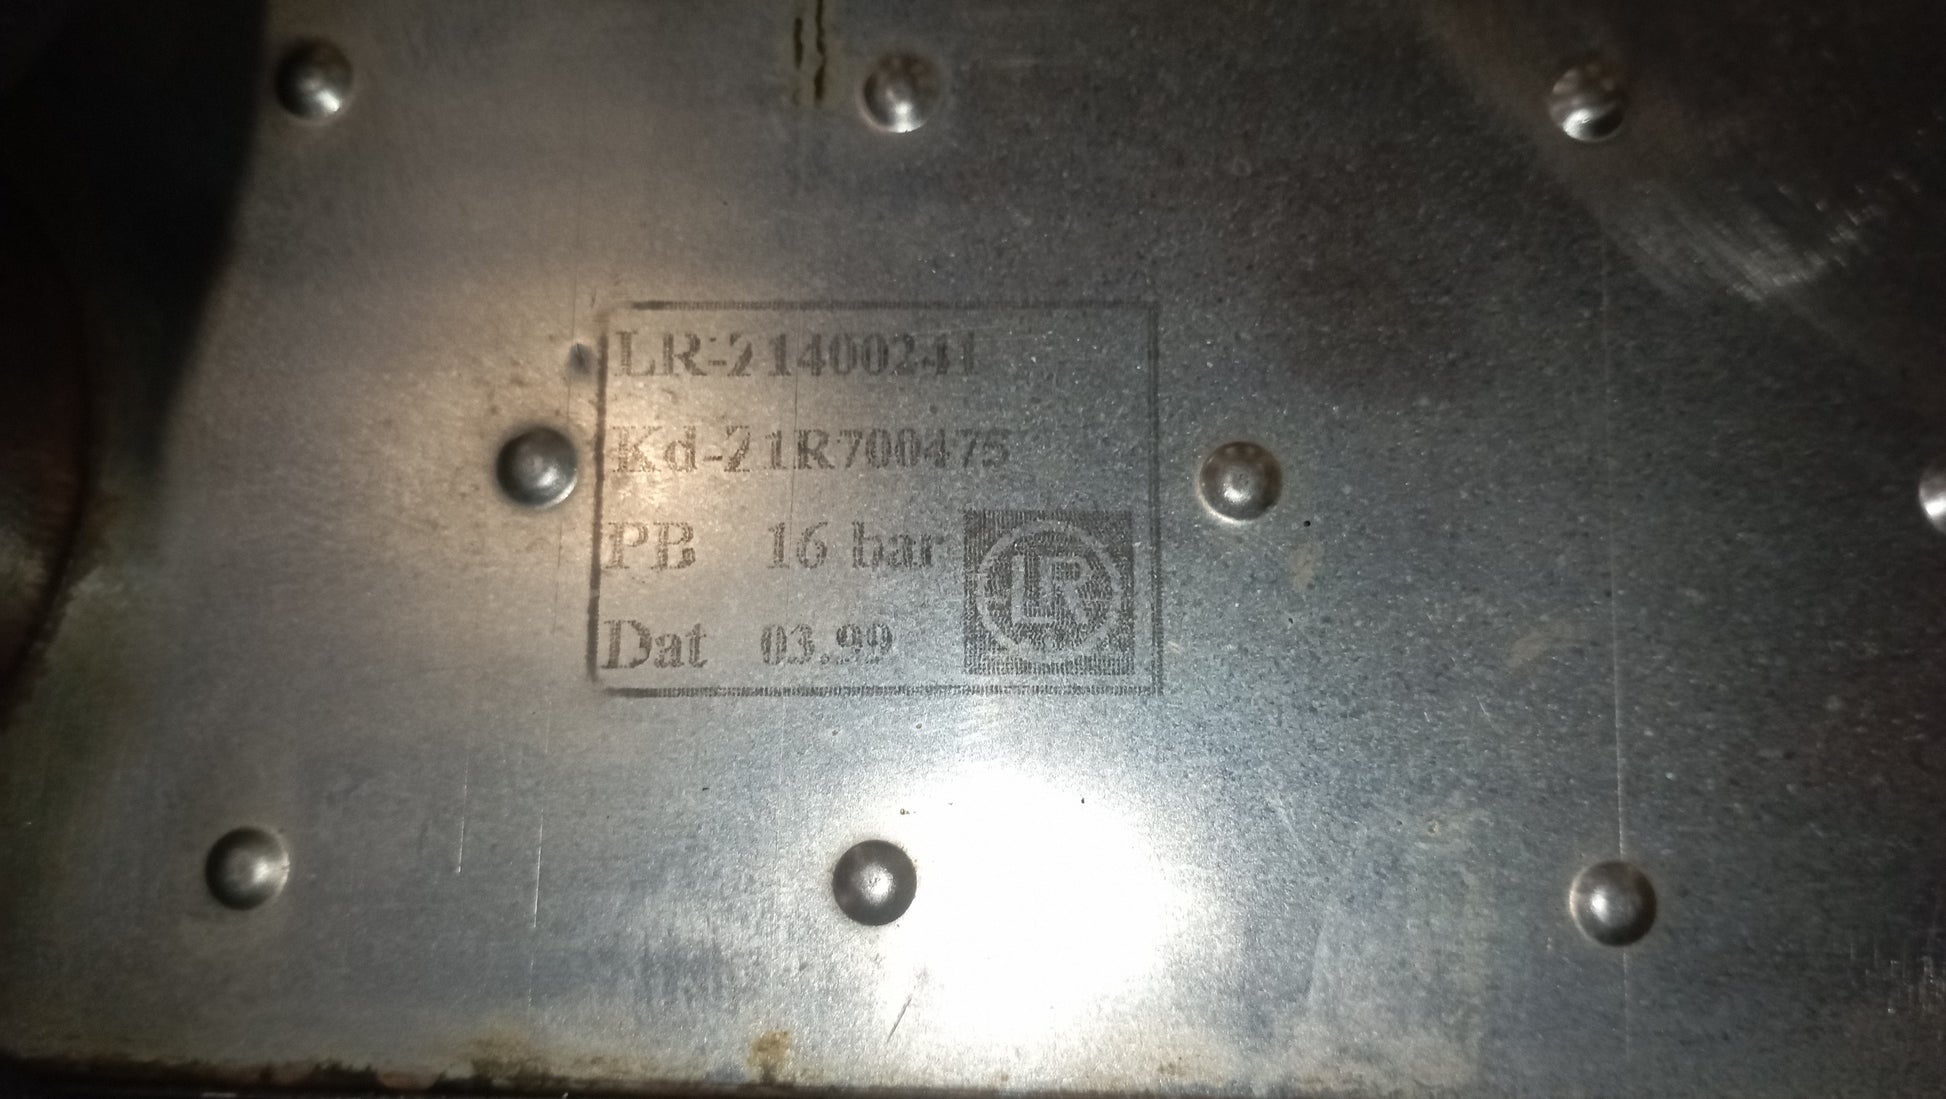 LR-21400241
Kd-21R700475
PB 16 bar
LR
Dat 03.99